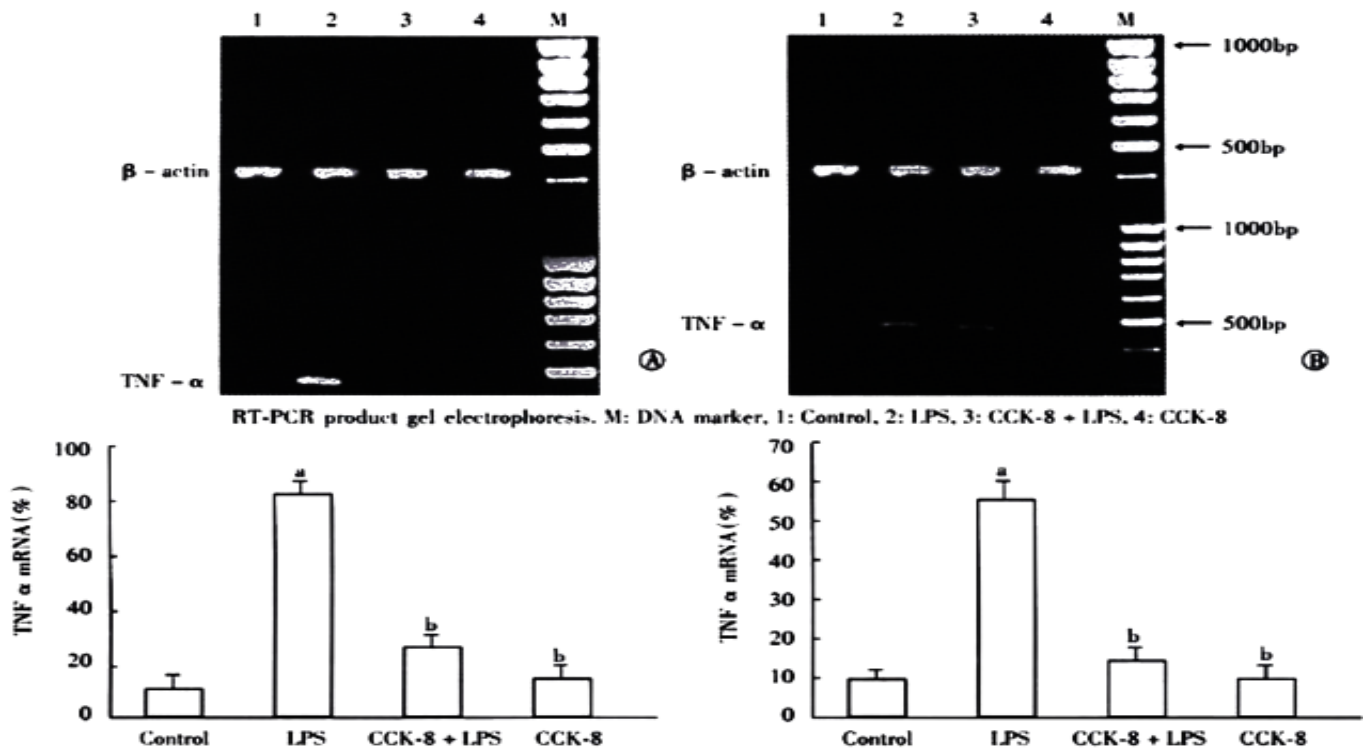 1 2 3 4 M
1 2 3 4 M
1000bp
500bp
β - actin
β - actin
1000bp
TNF - α
500bp
A
B
TNF - α
RT-PCR product gel electrophoresis. M: DNA marker, 1: Control, 2: LPS, 3: CCK-8 + LPS, 4: CCK-8
TNF α mRNA(%)
100
80
60
40
20
0
a
b
b
Control LPS CCK-8 + LPS CCK-8
TNF α mRNA(%)
70
60
50
40
30
20
10
0
a
b
b
Control LPS CCK-8 + LPS CCK-8